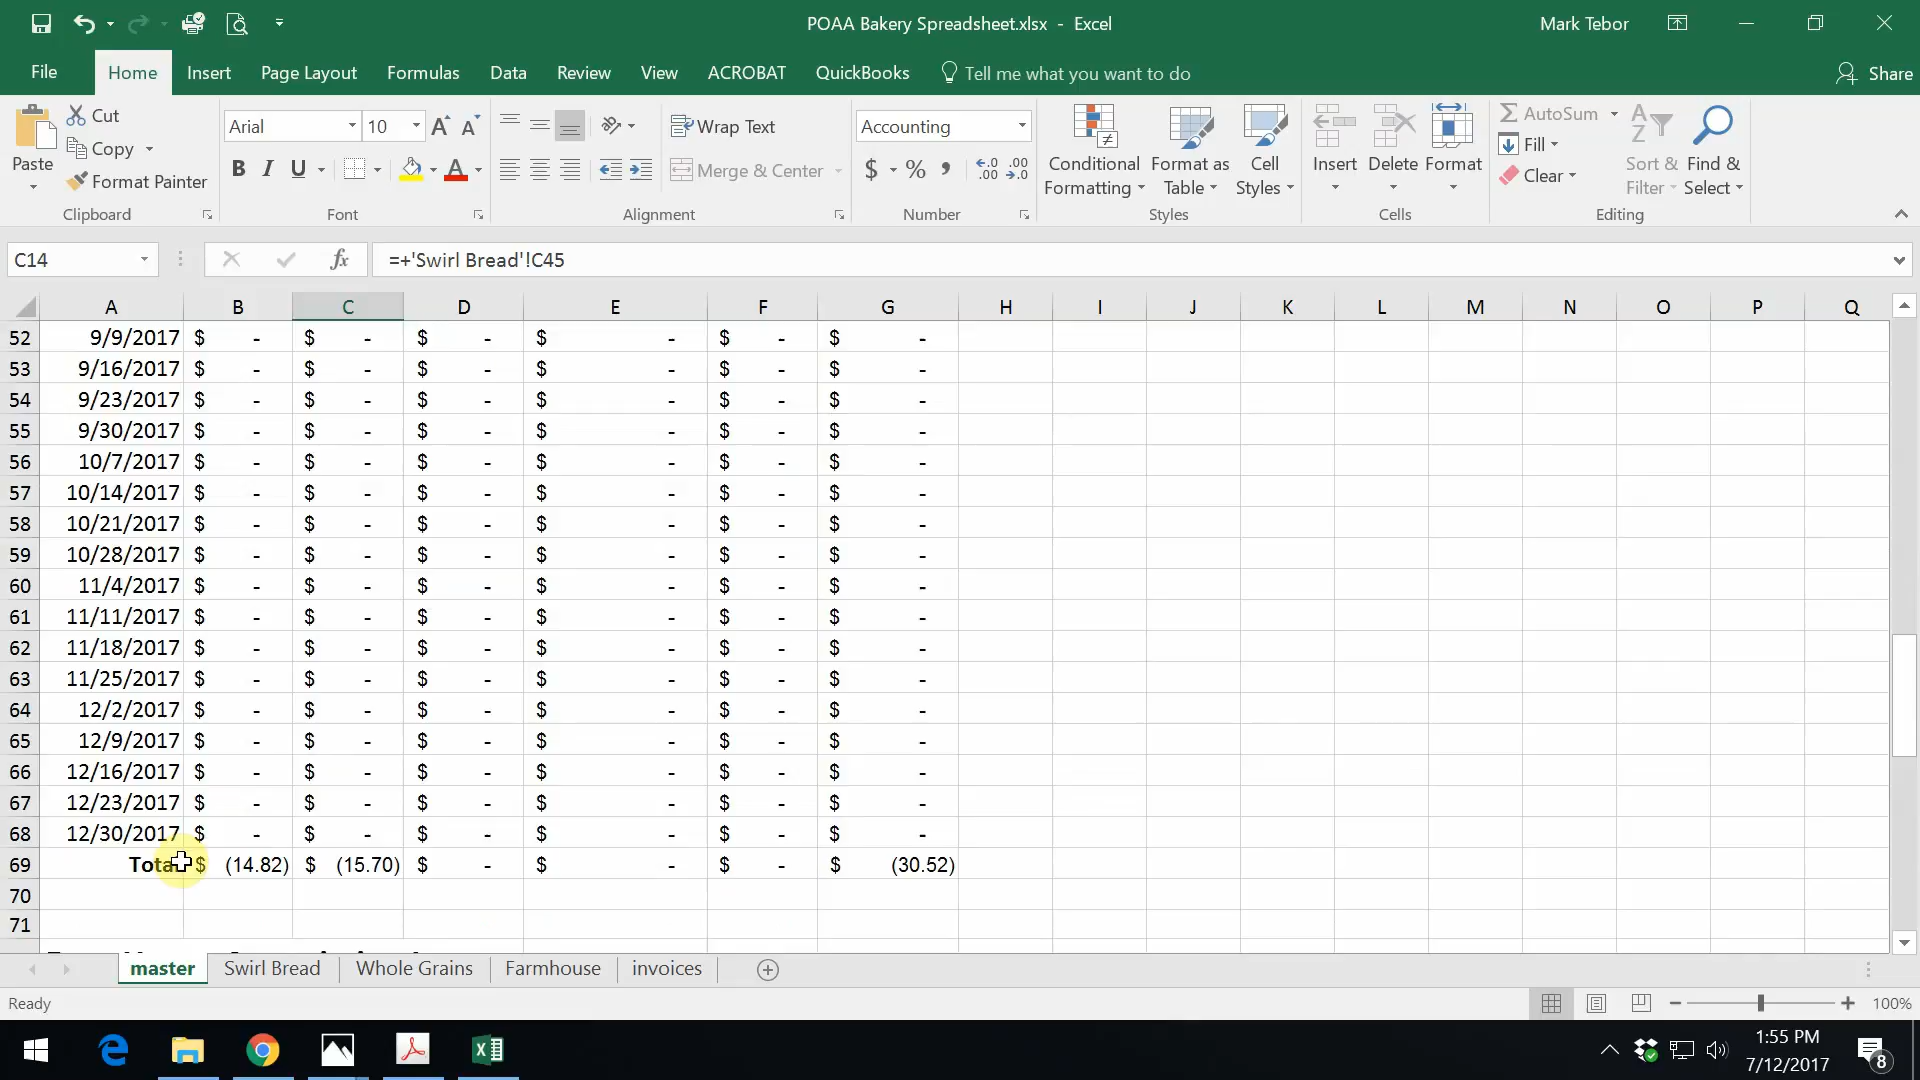 POAA Bakery Spreadsheet.xlsx - Excel
Mark Tebor
File Home Insert Page Layout Formulas Data Review View ACROBAT QuickBooks Tell me what you want to do Share
Paste
Cut
Copy
Format Painter
Clipboard
Arial 10
B I U
Font
Wrap Text
Merge & Center
Alignment
Accounting
$ % ,
Number
Conditional Formatting
Format as Table
Cell Styles
Styles
Insert Delete Format
Cells
AutoSum
Fill
Clear
Sort & Filter
Find & Select
Editing
C14 fx =+'Swirl Bread'!C45
A B C D E F G H I J K L M N O P Q
52 9/9/2017 $ - $ - $ - $ - $ - $ -
53 9/16/2017 $ - $ - $ - $ - $ - $ -
54 9/23/2017 $ - $ - $ - $ - $ - $ -
55 9/30/2017 $ - $ - $ - $ - $ - $ -
56 10/7/2017 $ - $ - $ - $ - $ - $ -
57 10/14/2017 $ - $ - $ - $ - $ - $ -
58 10/21/2017 $ - $ - $ - $ - $ - $ -
59 10/28/2017 $ - $ - $ - $ - $ - $ -
60 11/4/2017 $ - $ - $ - $ - $ - $ -
61 11/11/2017 $ - $ - $ - $ - $ - $ -
62 11/18/2017 $ - $ - $ - $ - $ - $ -
63 11/25/2017 $ - $ - $ - $ - $ - $ -
64 12/2/2017 $ - $ - $ - $ - $ - $ -
65 12/9/2017 $ - $ - $ - $ - $ - $ -
66 12/16/2017 $ - $ - $ - $ - $ - $ -
67 12/23/2017 $ - $ - $ - $ - $ - $ -
68 12/30/2017 $ - $ - $ - $ - $ - $ -
69 Total $ (14.82) $ (15.70) $ - $ - $ - $ (30.52)
70
71
master Swirl Bread Whole Grains Farmhouse invoices
Ready
100%
1:55 PM
7/12/2017
8